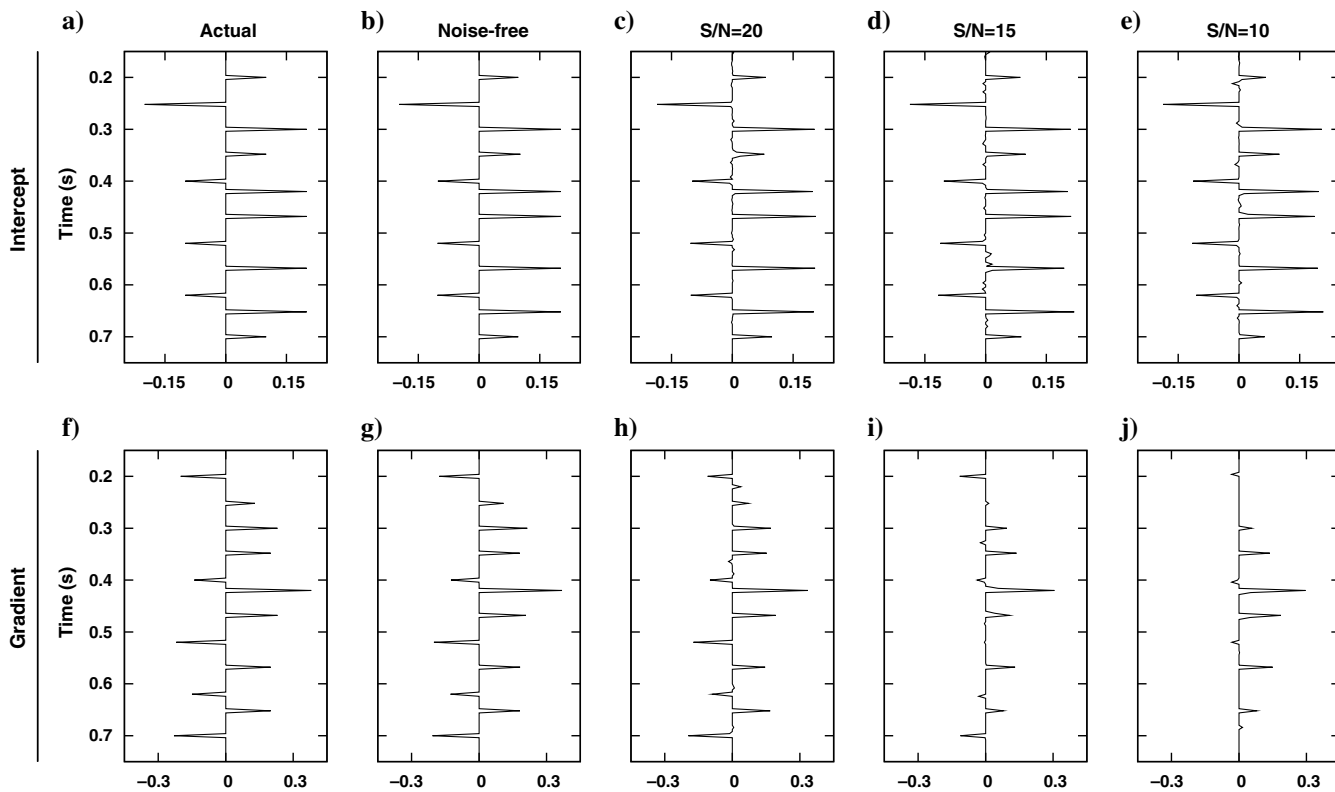 a) Actual b) Noise-free c) S/N=20 d) S/N=15 e) S/N=10
Intercept
Time (s)
0.2
0.3
0.4
0.5
0.6
0.7
−0.15 0 0.15 −0.15 0 0.15 −0.15 0 0.15 −0.15 0 0.15 −0.15 0 0.15
f) g) h) i) j)
Gradient
Time (s)
0.2
0.3
0.4
0.5
0.6
0.7
−0.3 0 0.3 −0.3 0 0.3 −0.3 0 0.3 −0.3 0 0.3 −0.3 0 0.3